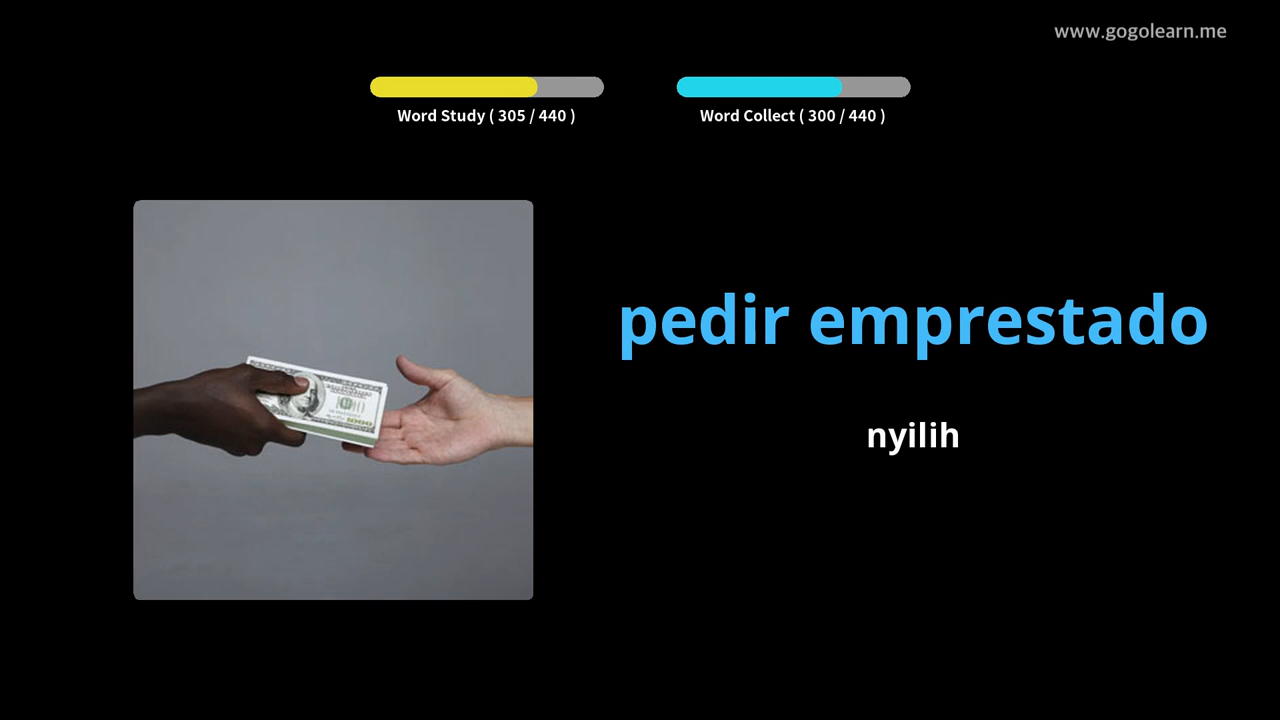 www.gogolearn.me
Word Study ( 305 / 440 )
Word Collect ( 300 / 440 )
pedir emprestado
nyilih